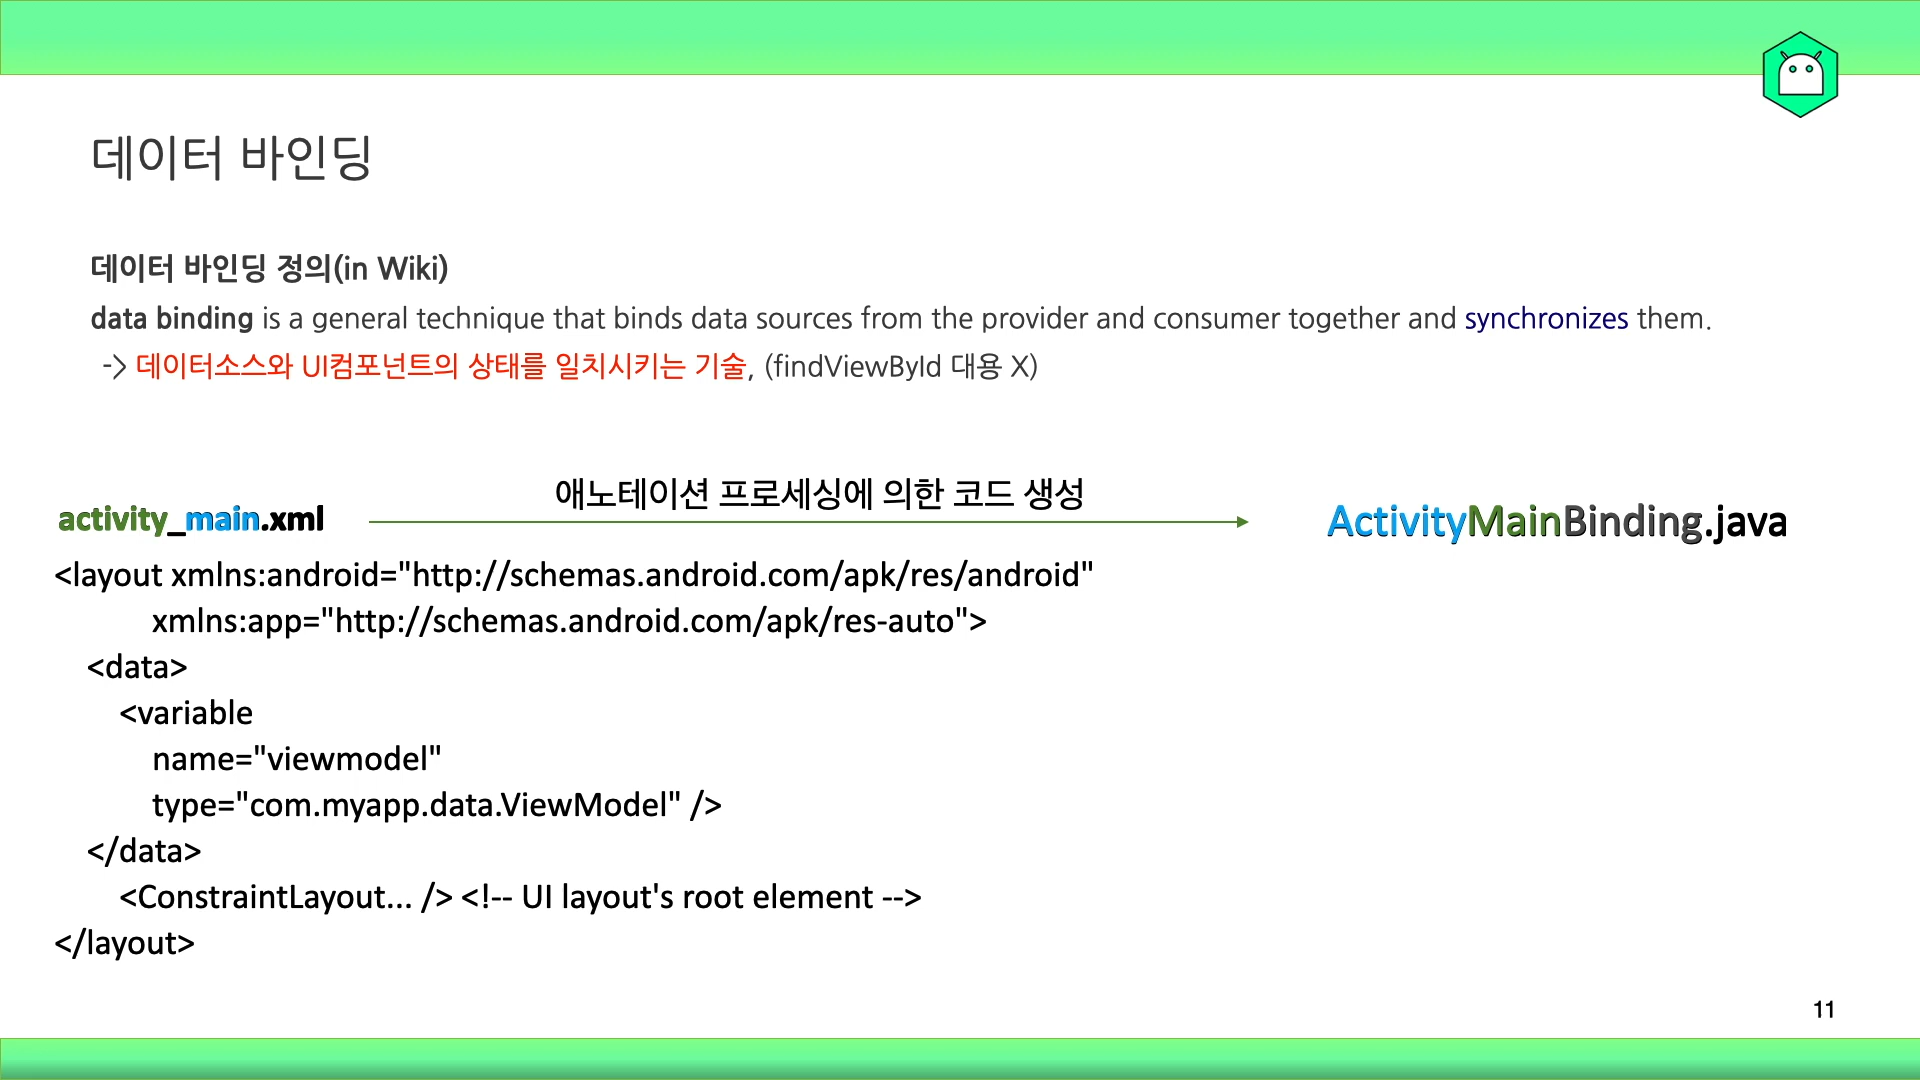 데이터 바인딩
데이터 바인딩 정의(in Wiki)
data binding is a general technique that binds data sources from the provider and consumer together and synchronizes them.
-> 데이터소스와 UI컴포넌트의 상태를 일치시키는 기술, (findViewById 대용 X)
애노테이션 프로세싱에 의한 코드 생성
activity_main.xml
ActivityMainBinding.java
<layout xmlns:android="http://schemas.android.com/apk/res/android"
xmlns:app="http://schemas.android.com/apk/res-auto">
<data>
<variable
name="viewmodel"
type="com.myapp.data.ViewModel" />
</data>
<ConstraintLayout... /> <!-- UI layout's root element -->
</layout>
11